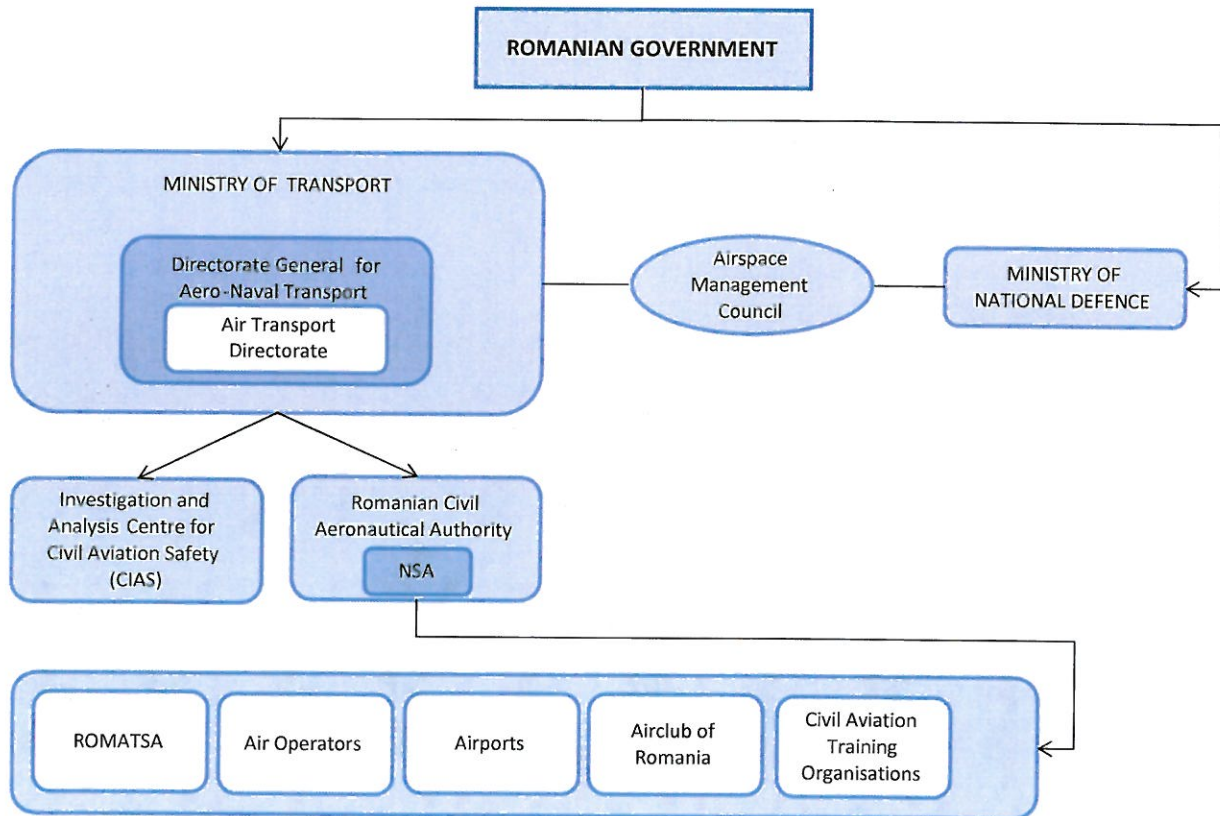 ROMANIAN GOVERNMENT
MINISTRY OF TRANSPORT
Directorate General for
Aero-Naval Transport
Air Transport
Directorate
Airspace
Management
Council
MINISTRY OF
NATIONAL DEFENCE
Investigation and
Analysis Centre for
Civil Aviation Safety
(CIAS)
Romanian Civil
Aeronautical Authority
NSA
ROMATSA
Air Operators
Airports
Airclub of
Romania
Civil Aviation
Training
Organisations